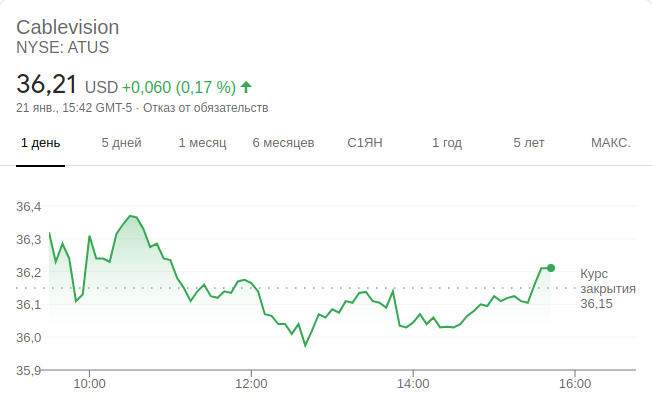 Cablevision
NYSE: ATUS
36,21 USD +0,060 (0,17 %)
21 янв., 15:42 GMT-5 · Отказ от обязательств
1 день 5 дней 1 месяц 6 месяцев С1ЯН 1 год 5 лет МАКС.
36,4
36,3
36,2
36,1
36,0
35,9
Курс
закрытия
36,15
10:00 12:00 14:00 16:00